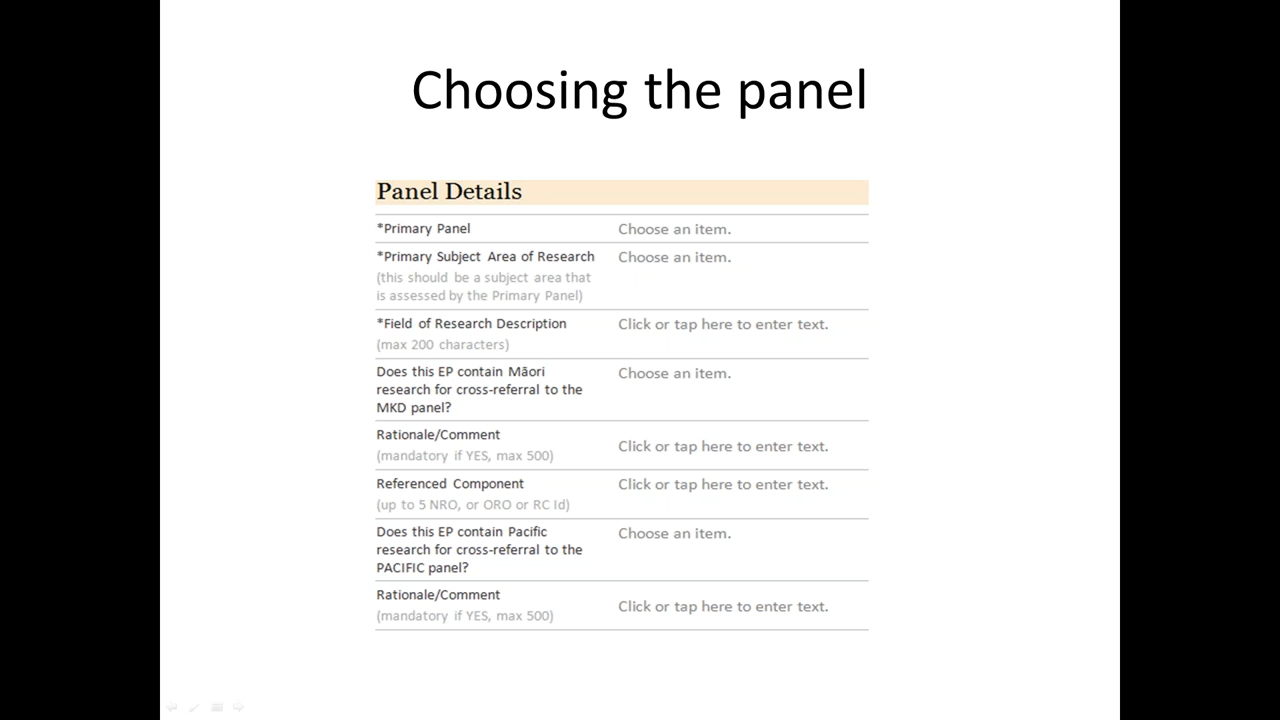 Choosing the panel
Panel Details
*Primary Panel
Choose an item.
*Primary Subject Area of Research
Choose an item.
(this should be a subject area that
is assessed by the Primary Panel)
*Field of Research Description
Click or tap here to enter text.
(max 200 characters)
Does this EP contain Māori
research for cross-referral to the
MKD panel?
Choose an item.
Rationale/Comment
(mandatory if YES, max 500)
Click or tap here to enter text.
Referenced Component
Click or tap here to enter text.
(up to 5 NRO, or ORO or RC Id)
Does this EP contain Pacific
research for cross-referral to the
PACIFIC panel?
Choose an item.
Rationale/Comment
(mandatory if YES, max 500)
Click or tap here to enter text.